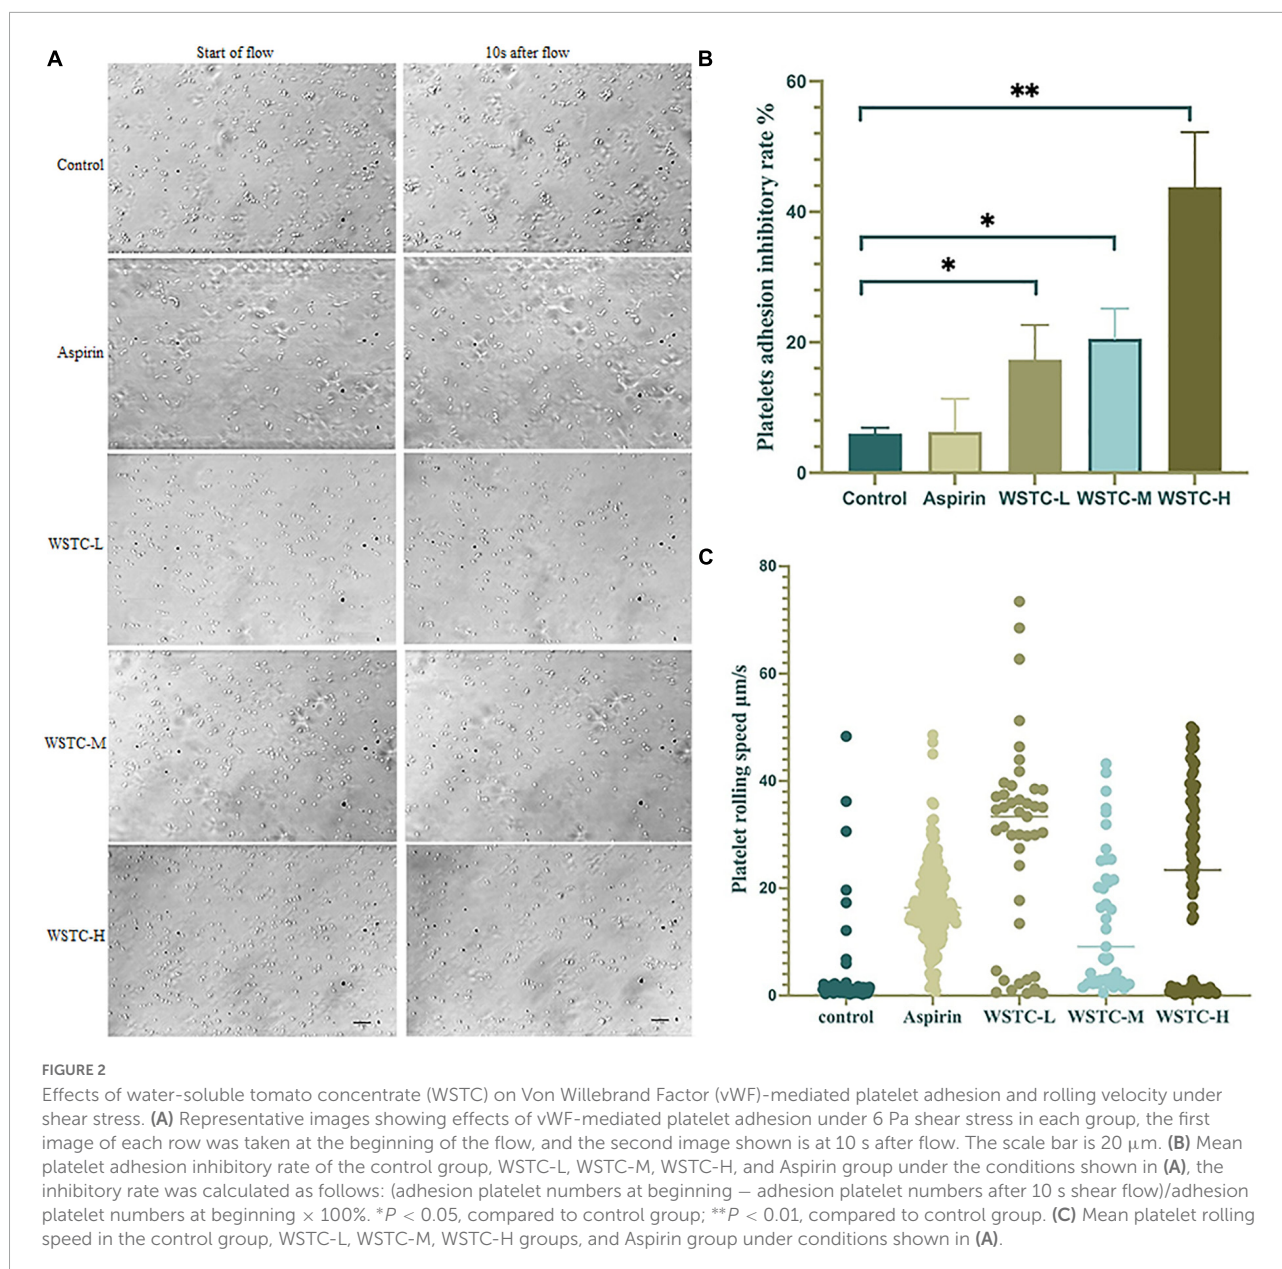 A
Start of flow
10s after flow
Control
Aspirin
WSTC-L
WSTC-M
WSTC-H
B
Platelets adhesion inhibitory rate %
60
40
20
0
**
*
*
Control Aspirin WSTC-L WSTC-M WSTC-H
C
Platelet rolling speed μm/s
80
60
40
20
0
control Aspirin WSTC-L WSTC-M WSTC-H
FIGURE 2
Effects of water-soluble tomato concentrate (WSTC) on Von Willebrand Factor (vWF)-mediated platelet adhesion and rolling velocity under
shear stress. (A) Representative images showing effects of vWF-mediated platelet adhesion under 6 Pa shear stress in each group, the first
image of each row was taken at the beginning of the flow, and the second image shown is at 10 s after flow. The scale bar is 20 μm. (B) Mean
platelet adhesion inhibitory rate of the control group, WSTC-L, WSTC-M, WSTC-H, and Aspirin group under the conditions shown in (A), the
inhibitory rate was calculated as follows: (adhesion platelet numbers at beginning − adhesion platelet numbers after 10 s shear flow)/adhesion
platelet numbers at beginning × 100%. *P < 0.05, compared to control group; **P < 0.01, compared to control group. (C) Mean platelet rolling
speed in the control group, WSTC-L, WSTC-M, WSTC-H groups, and Aspirin group under conditions shown in (A).